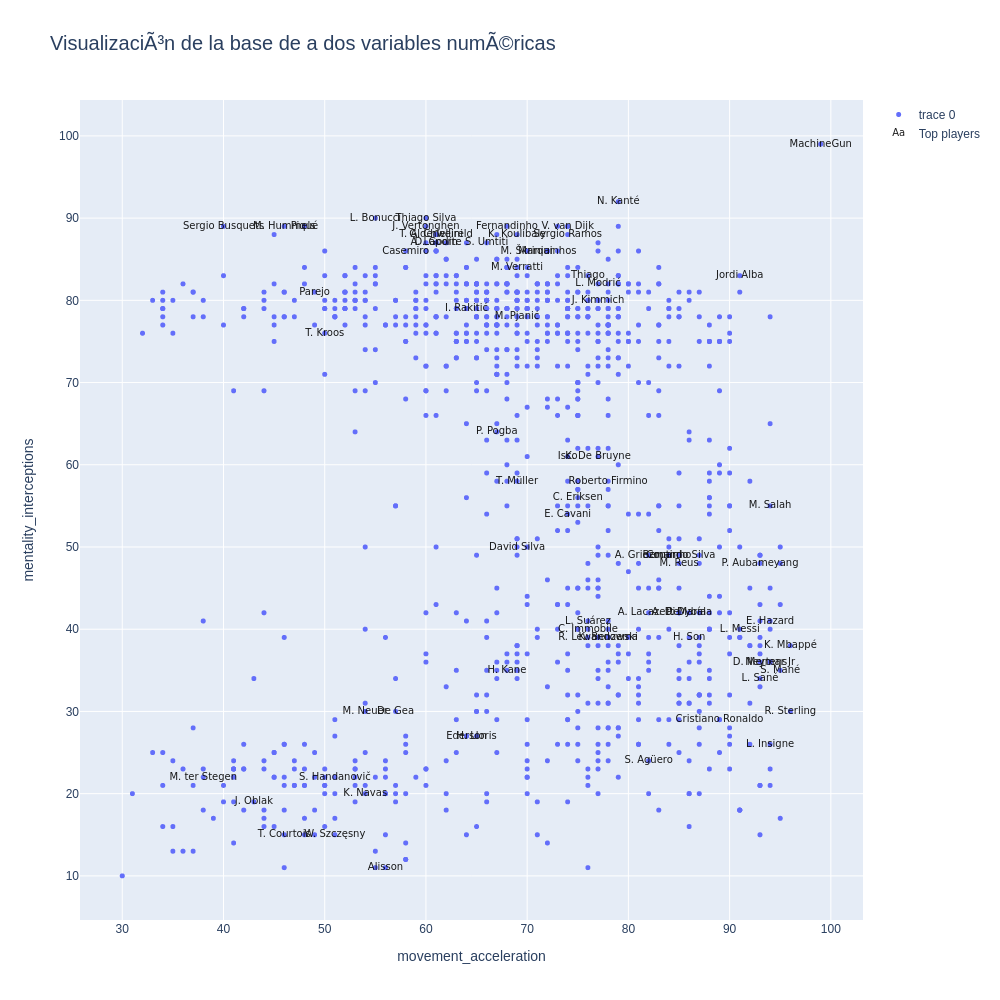 VisualizaciÃ³n de la base de a dos variables numÃ©ricas
trace 0
Aa Top players
100
MachineGun
N. Kanté
90
L. Bonucci
Thiago Silva
Sergio Busquets
M. Hummels
Piqué
J. Vertonghen
Fernandinho
V. van Dijk
K. Koulibaly
Sergio Ramos
S. Umtiti
Casemiro
Marquinhos
M. Verratti
Thiago
Jordi Alba
L. Modrić
Parejo
80
J. Kimmich
I. Rakitić
M. Pjanić
T. Kroos
70
P. Pogba
60
Isco
De Bruyne
T. Müller
Roberto Firmino
C. Eriksen
M. Salah
E. Cavani
mentality_interceptions
50
David Silva
M. Reus
P. Aubameyang
L. Suárez
E. Hazard
40
C. Immobile
L. Messi
H. Son
K. Mbappé
H. Kane
S. Mané
L. Sané
30
M. Neuer
De Gea
R. Sterling
Cristiano Ronaldo
Ederson
H. Lloris
L. Insigne
S. Agüero
M. ter Stegen
S. Handanovič
20
K. Navas
J. Oblak
T. Courtois
W. Szczęsny
Alisson
10
30 40 50 60 70 80 90 100
movement_acceleration